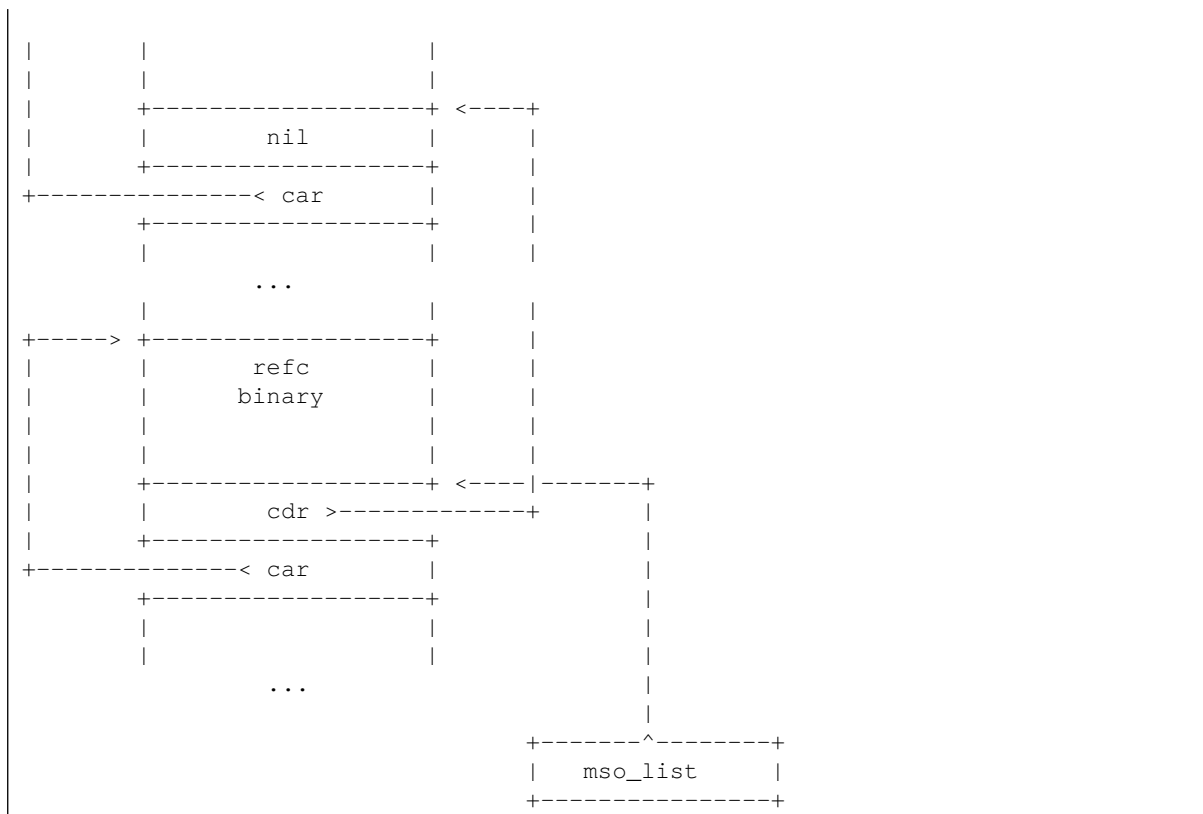 nil
< car
...
refc
binary
cdr >
< car
...
mso_list